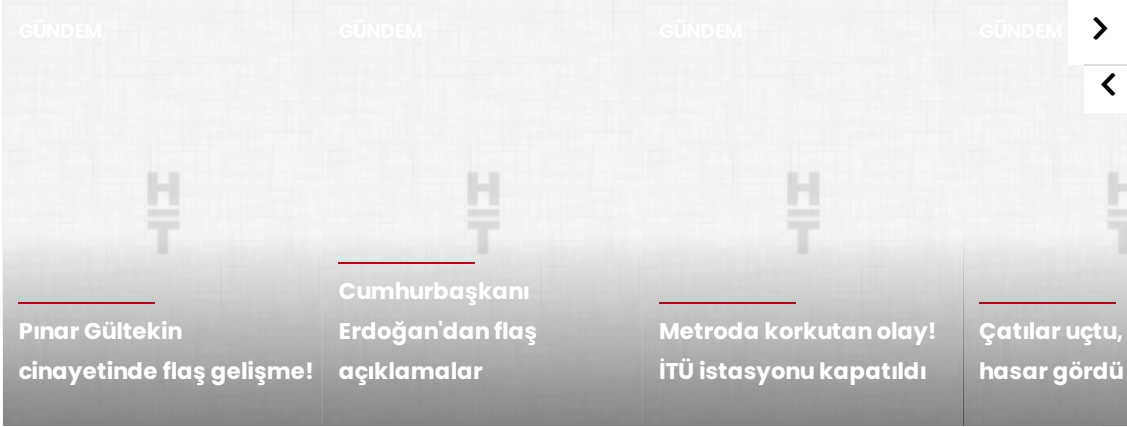 GÜNDEM
H
T
Pınar Gültekin
cinayetinde flaş gelişme!
GÜNDEM
H
T
Cumhurbaşkanı
Erdoğan'dan flaş
açıklamalar
GÜNDEM
H
T
Metroda korkutan olay!
İTÜ istasyonu kapatıldı
GÜNDEM
H
T
Çatılar uçtu,
hasar gördü